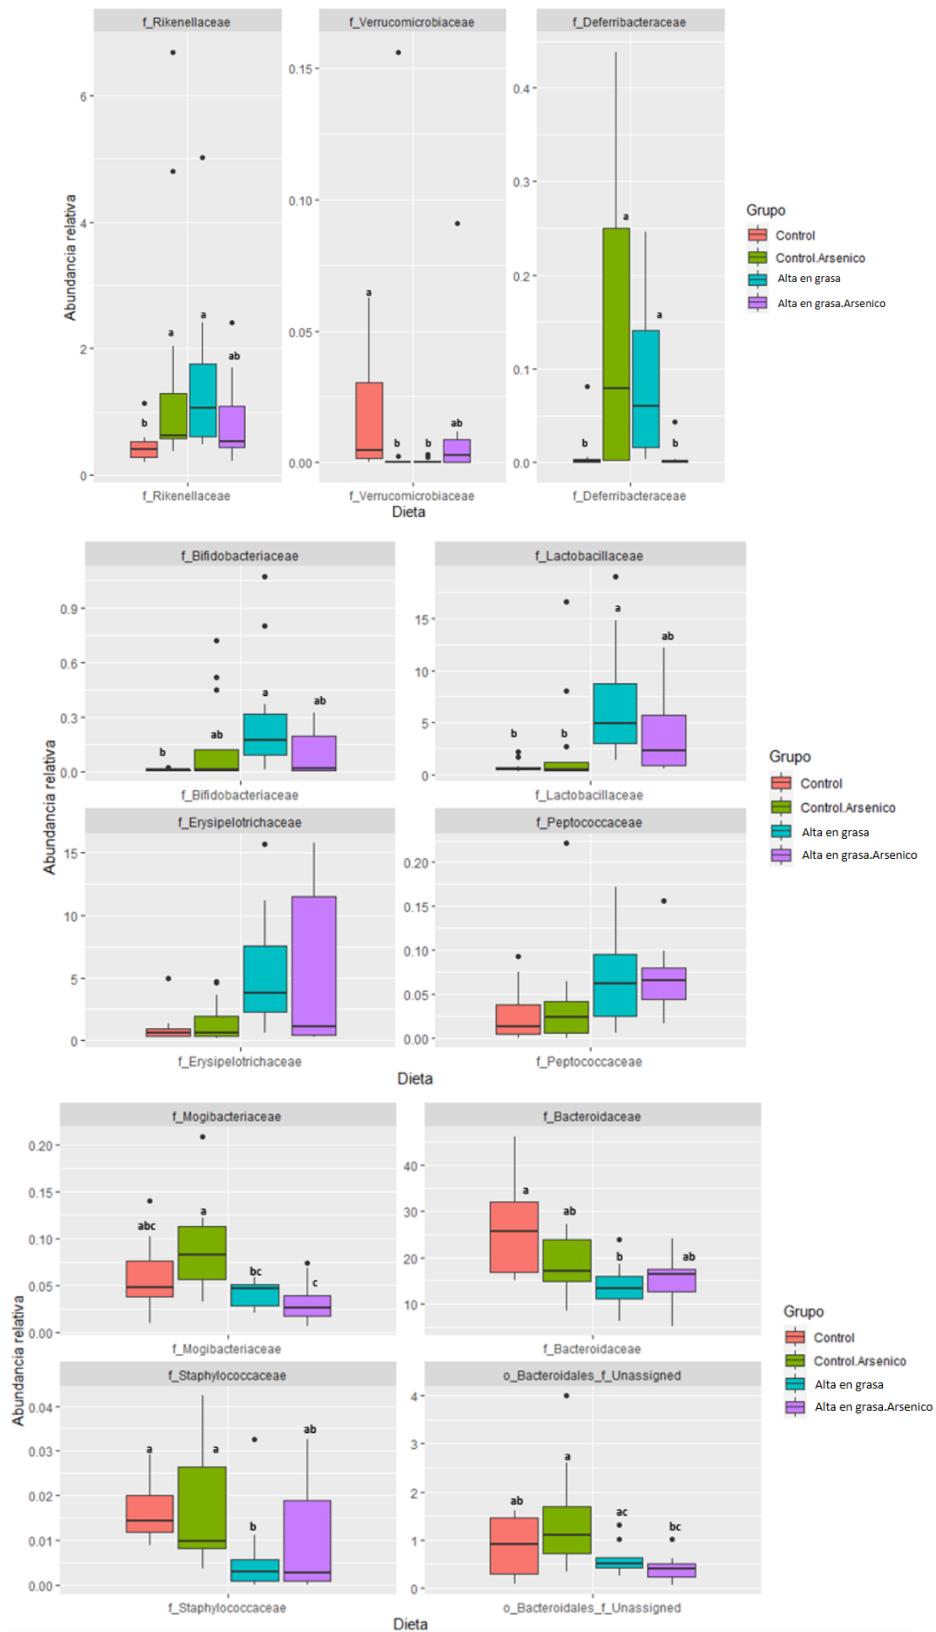 f_Rikenellaceae
f_Verrucomicrobiaceae
f_Deferribacteraceae
Abundancia relativa
6
4
2
0
b
a
a
ab
f_Rikenellaceae
0.15
0.10
0.05
0.00
a
b
b
ab
f_Verrucomicrobiaceae
0.4
0.3
0.2
0.1
0.0
b
a
a
b
f_Deferribacteraceae
Dieta
Grupo
Control
Control.Arsenico
Alta en grasa
Alta en grasa.Arsenico
f_Bifidobacteriaceae
f_Lactobacillaceae
Abundancia relativa
0.9
0.6
0.3
0.0
b
ab
a
ab
f_Bifidobacteriaceae
15
10
5
0
b
b
a
ab
f_Lactobacillaceae
f_Erysipelotrichaceae
f_Peptococcaceae
15
10
5
0
f_Erysipelotrichaceae
0.20
0.15
0.10
0.05
0.00
f_Peptococcaceae
Dieta
Grupo
Control
Control.Arsenico
Alta en grasa
Alta en grasa.Arsenico
f_Mogibacteriaceae
f_Bacteroidaceae
Abundancia relativa
0.20
0.15
0.10
0.05
0.00
abc
a
bc
c
f_Mogibacteriaceae
40
30
20
10
a
ab
b
ab
f_Bacteroidaceae
f_Staphylococcaceae
o_Bacteroidales_f_Unassigned
0.04
0.03
0.02
0.01
0.00
a
a
b
ab
f_Staphylococcaceae
4
3
2
1
0
ab
a
ac
bc
o_Bacteroidales_f_Unassigned
Dieta
Grupo
Control
Control.Arsenico
Alta en grasa
Alta en grasa.Arsenico